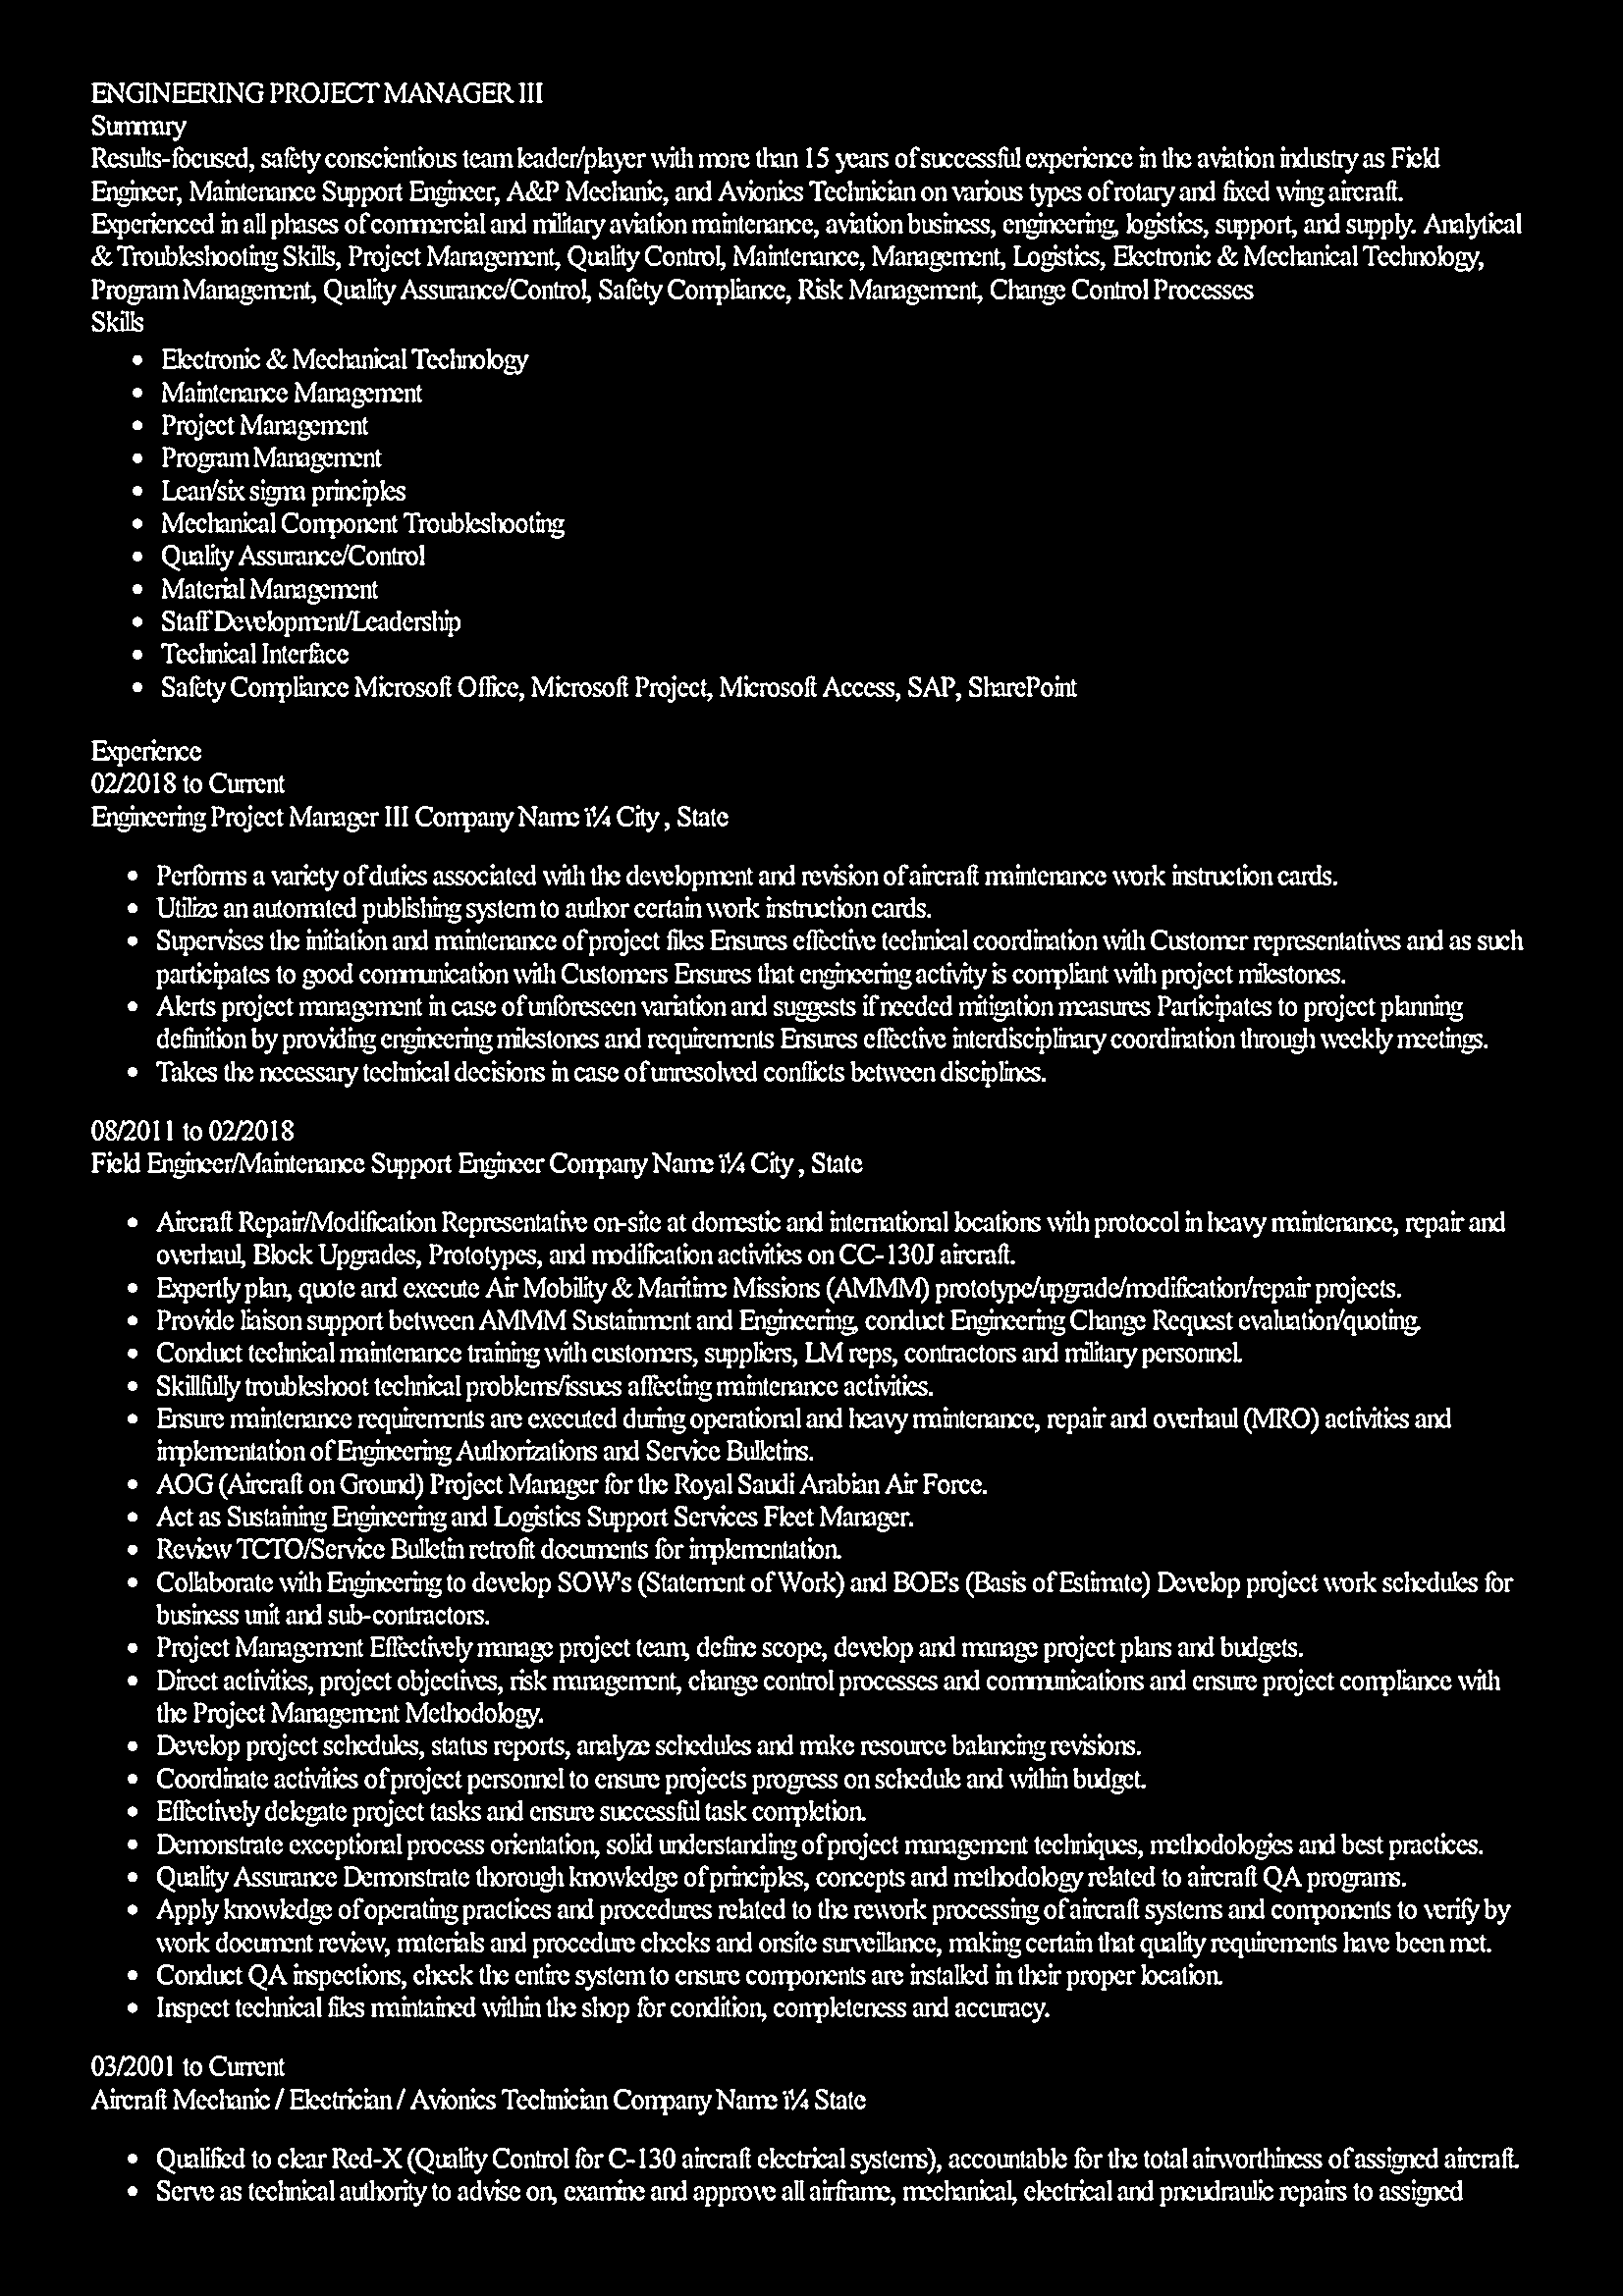 ENGINEERING PROJECT MANAGER III
Summary
Results-focused, safety conscientious team leader/player with more than 15 years of successful experience in the aviation industry as Field
Engineer, Maintenance Support Engineer, A&P Mechanic, and Avionics Technician on various types of rotary and fixed wing aircraft.
Experienced in all phases of commercial and military aviation maintenance, aviation business, engineering, logistics, support, and supply. Analytical
& Troubleshooting Skills, Project Management, Quality Control, Maintenance, Management, Logistics, Electronic & Mechanical Technology,
Program Management, Quality Assurance/Control, Safety Compliance, Risk Management, Change Control Processes
Skills
• Electronic & Mechanical Technology
• Maintenance Management
• Project Management
• Program Management
• Lean/six sigma principles
• Mechanical Component Troubleshooting
• Quality Assurance/Control
• Material Management
• Staff Development/Leadership
• Technical Interface
• Safety Compliance Microsoft Office, Microsoft Project, Microsoft Access, SAP, SharePoint
Experience
02/2018 to Current
Engineering Project Manager III Company Name ï¼ City , State
• Performs a variety of duties associated with the development and revision of aircraft maintenance work instruction cards.
• Utilize an automated publishing system to author certain work instruction cards.
• Supervises the initiation and maintenance of project files Ensures effective technical coordination with Customer representatives and as such
participates to good communication with Customers Ensures that engineering activity is compliant with project milestones.
• Alerts project management in case of unforeseen variation and suggests if needed mitigation measures Participates to project planning
definition by providing engineering milestones and requirements Ensures effective interdisciplinary coordination through weekly meetings.
• Takes the necessary technical decisions in case of unresolved conflicts between disciplines.
08/2011 to 02/2018
Field Engineer/Maintenance Support Engineer Company Name ï¼ City , State
• Aircraft Repair/Modification Representative on-site at domestic and international locations with protocol in heavy maintenance, repair and
overhaul, Block Upgrades, Prototypes, and modification activities on CC-130J aircraft.
• Expertly plan, quote and execute Air Mobility & Maritime Missions (AMMM) prototype/upgrade/modification/repair projects.
• Provide liaison support between AMMM Sustainment and Engineering, conduct Engineering Change Request evaluation/quoting.
• Conduct technical maintenance training with customers, suppliers, LM reps, contractors and military personnel.
• Skillfully troubleshoot technical problems/issues affecting maintenance activities.
• Ensure maintenance requirements are executed during operational and heavy maintenance, repair and overhaul (MRO) activities and
implementation of Engineering Authorizations and Service Bulletins.
• AOG (Aircraft on Ground) Project Manager for the Royal Saudi Arabian Air Force.
• Act as Sustaining Engineering and Logistics Support Services Fleet Manager.
• Review TCTO/Service Bulletin retrofit documents for implementation.
• Collaborate with Engineering to develop SOW's (Statement of Work) and BOE's (Basis of Estimate) Develop project work schedules for
business unit and sub-contractors.
• Project Management Effectively manage project team, define scope, develop and manage project plans and budgets.
• Direct activities, project objectives, risk management, change control processes and communications and ensure project compliance with
the Project Management Methodology.
• Develop project schedules, status reports, analyze schedules and make resource balancing revisions.
• Coordinate activities of project personnel to ensure projects progress on schedule and within budget.
• Effectively delegate project tasks and ensure successful task completion.
• Demonstrate exceptional process orientation, solid understanding of project management techniques, methodologies and best practices.
• Quality Assurance Demonstrate thorough knowledge of principles, concepts and methodology related to aircraft QA programs.
• Apply knowledge of operating practices and procedures related to the rework processing of aircraft systems and components to verify by
work document review, materials and procedure checks and onsite surveillance, making certain that quality requirements have been met.
• Conduct QA inspections, check the entire system to ensure components are installed in their proper location.
• Inspect technical files maintained within the shop for condition, completeness and accuracy.
03/2001 to Current
Aircraft Mechanic / Electrician / Avionics Technician Company Name ï¼ State
• Qualified to clear Red-X (Quality Control for C-130 aircraft electrical systems), accountable for the total airworthiness of assigned aircraft.
• Serve as technical authority to advise on, examine and approve all airframe, mechanical, electrical and pneudraulic repairs to assigned